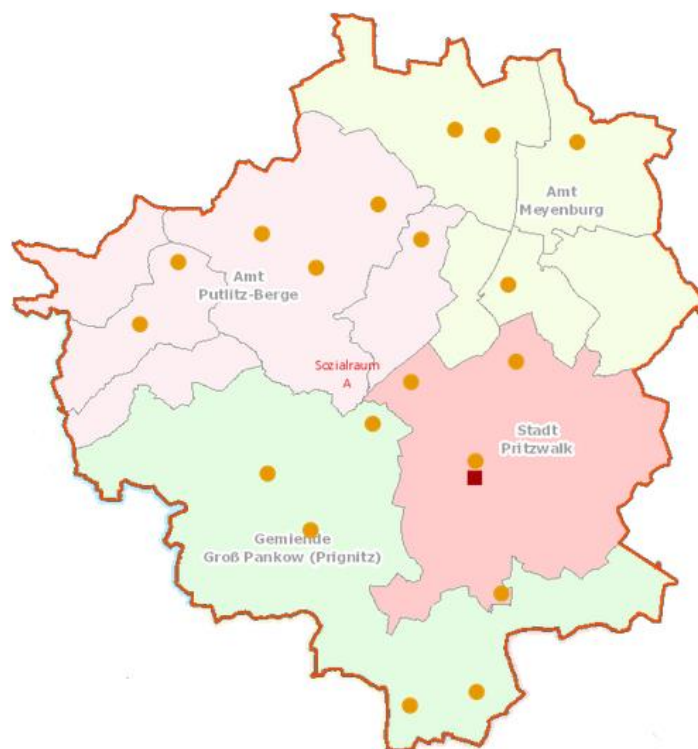 Amt
Meyenburg
Amt
Putlitz-Berge
Sozialraum
A
Stadt
Pritzwalk
Gemiende
Groß Pankow (Prignitz)